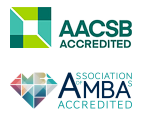 AACSB
ACCREDITED
ASSOCIATION
OF AMBAS
ACCREDITED